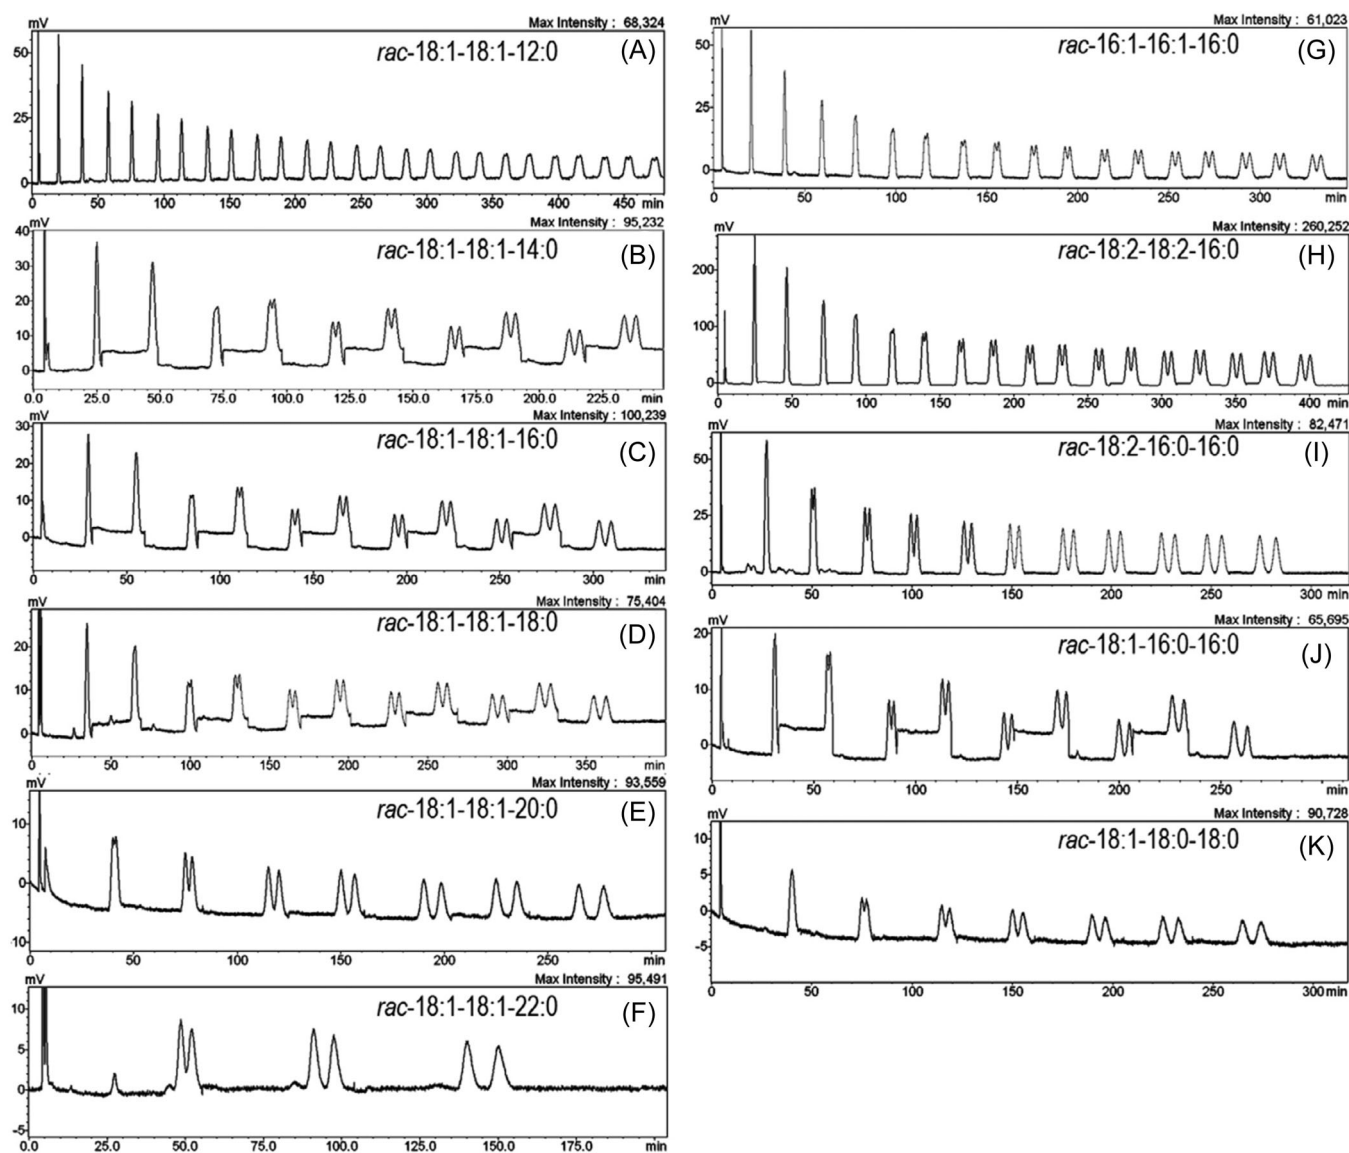 mV Max Intensity : 68,324
rac-18:1-18:1-12:0 (A)
50
25
0
0 50 100 150 200 250 300 350 400 450 min
mV Max Intensity : 95,232
40
rac-18:1-18:1-14:0 (B)
30
20
10
0
0.0 25.0 50.0 75.0 100.0 125.0 150.0 175.0 200.0 225.0 min
mV Max Intensity : 100,239
30
rac-18:1-18:1-16:0 (C)
20
10
0
0 50 100 150 200 250 300 min
mV Max Intensity : 75,404
rac-18:1-18:1-18:0 (D)
20
10
0
0 50 100 150 200 250 300 350 min
mV Max Intensity : 93,559
rac-18:1-18:1-20:0 (E)
10
0
-10
0 50 100 150 200 250 min
mV Max Intensity : 95,491
rac-18:1-18:1-22:0 (F)
10
5
0
-5
0.0 25.0 50.0 75.0 100.0 125.0 150.0 175.0 min
mV Max Intensity : 61,023
rac-16:1-16:1-16:0 (G)
50
25
0
0 50 100 150 200 250 300 min
mV Max Intensity : 260,252
rac-18:2-18:2-16:0 (H)
200
100
0
0 50 100 150 200 250 300 350 400 min
mV Max Intensity : 82,471
rac-18:2-16:0-16:0 (I)
50
25
0
0 50 100 150 200 250 300 min
mV Max Intensity : 65,695
20
rac-18:1-16:0-16:0 (J)
10
0
0 50 100 150 200 250 min
mV Max Intensity : 90,728
rac-18:1-18:0-18:0 (K)
10
5
0
-5
0 50 100 150 200 250 300 min